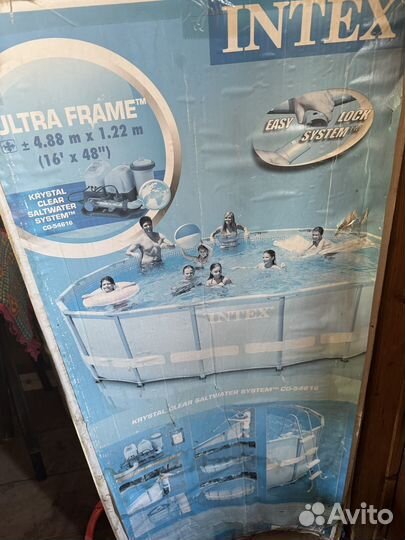 INTEX
ULTRA FRAME™
± 4.88 m x 1.22 m
(16' x 48")
EASY LOCK
SYSTEM™
KRYSTAL
CLEAR
SALTWATER
SYSTEM™
CG-54616
INTEX
KRYSTAL CLEAR SALTWATER SYSTEM™ CG-54616
Avito